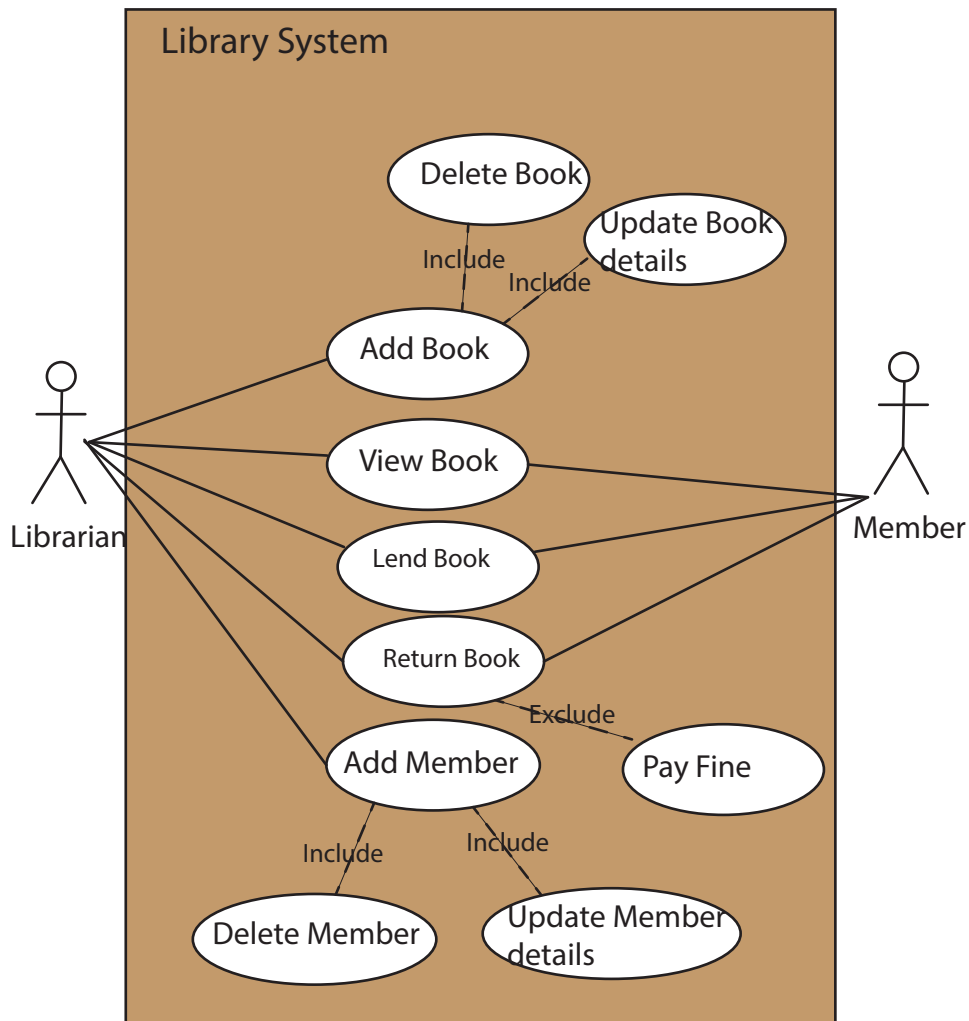 Library System
Delete Book
Update Book
details
Include
Include
Add Book
View Book
Librarian
Member
Lend Book
Return Book
Exclude
Add Member
Pay Fine
Include
Include
Delete Member
Update Member
details